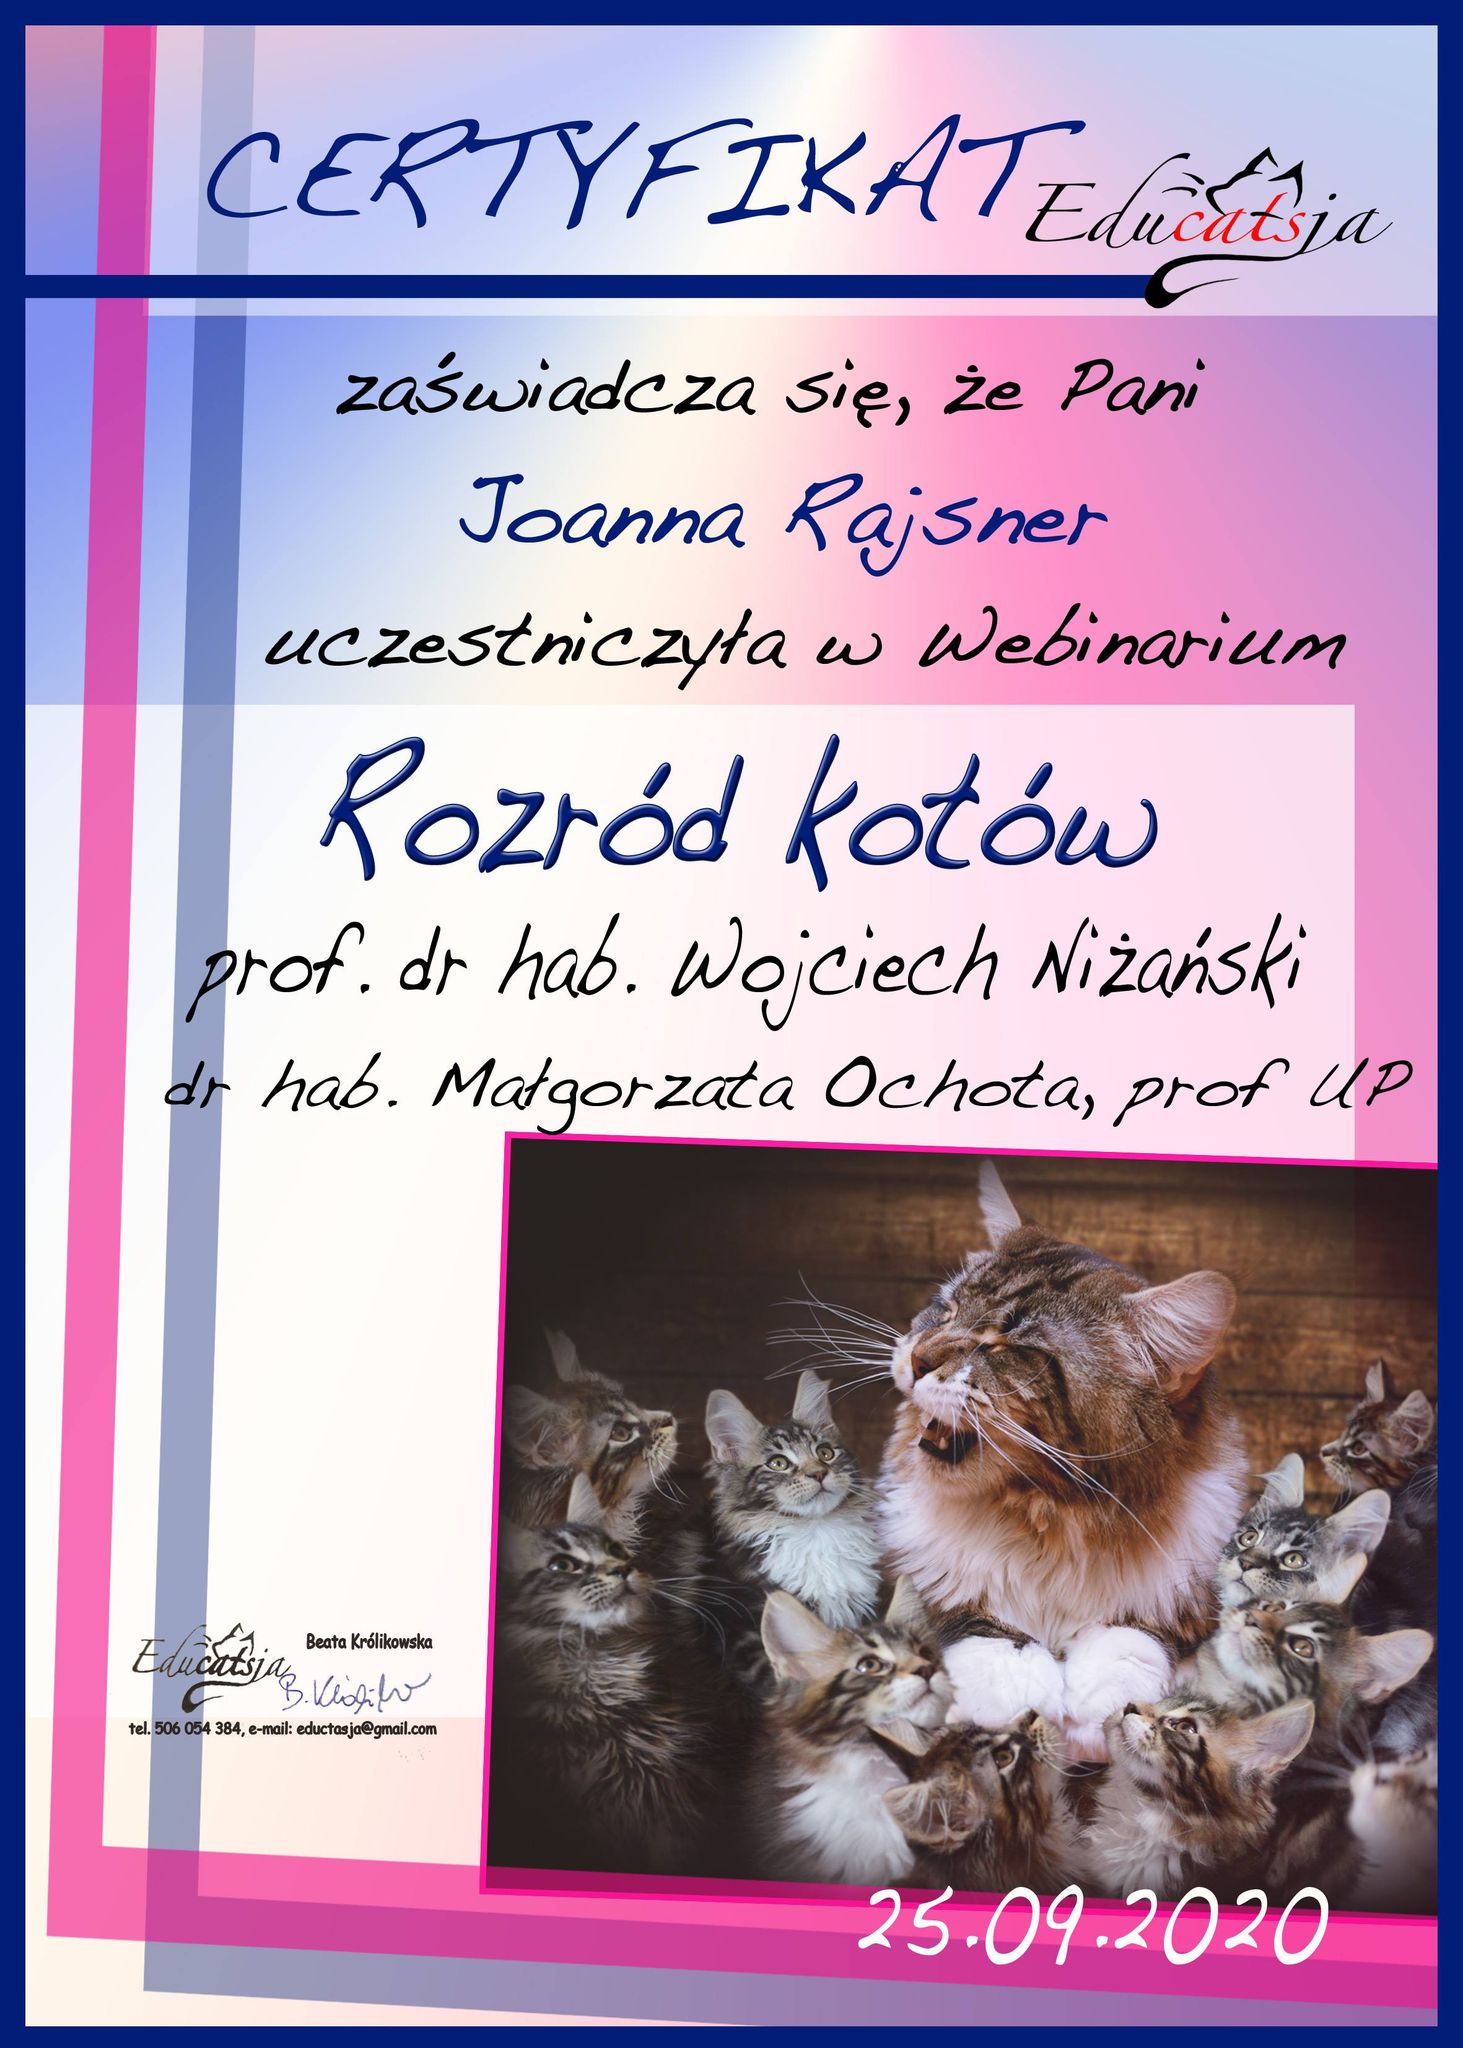 CERTYFIKAT
Educatsja
zaświadcza się, że Pani
Joanna Rajsner
uczestniczyła w Webinarium
Rozród kotów
prof. dr hab. Wojciech Niżański
dr hab. Małgorzata Ochota, prof UP
Educatsja
Beata Królikowska
tel. 506 054 384, e-mail: eductasja@gmail.com
25.09.2020